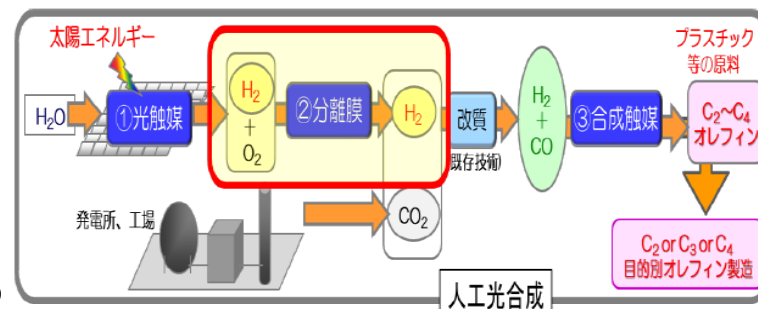 太陽エネルギー
H₂O
①光触媒
H₂
+
O₂
②分離膜
H₂
改質
(既存技術)
H₂
+
CO
③合成触媒
プラスチック
等の原料
C₂～C₄
オレフィン
発電所、工場
CO₂
C₂ or C₃ or C₄
目的別オレフィン製造
人工光合成